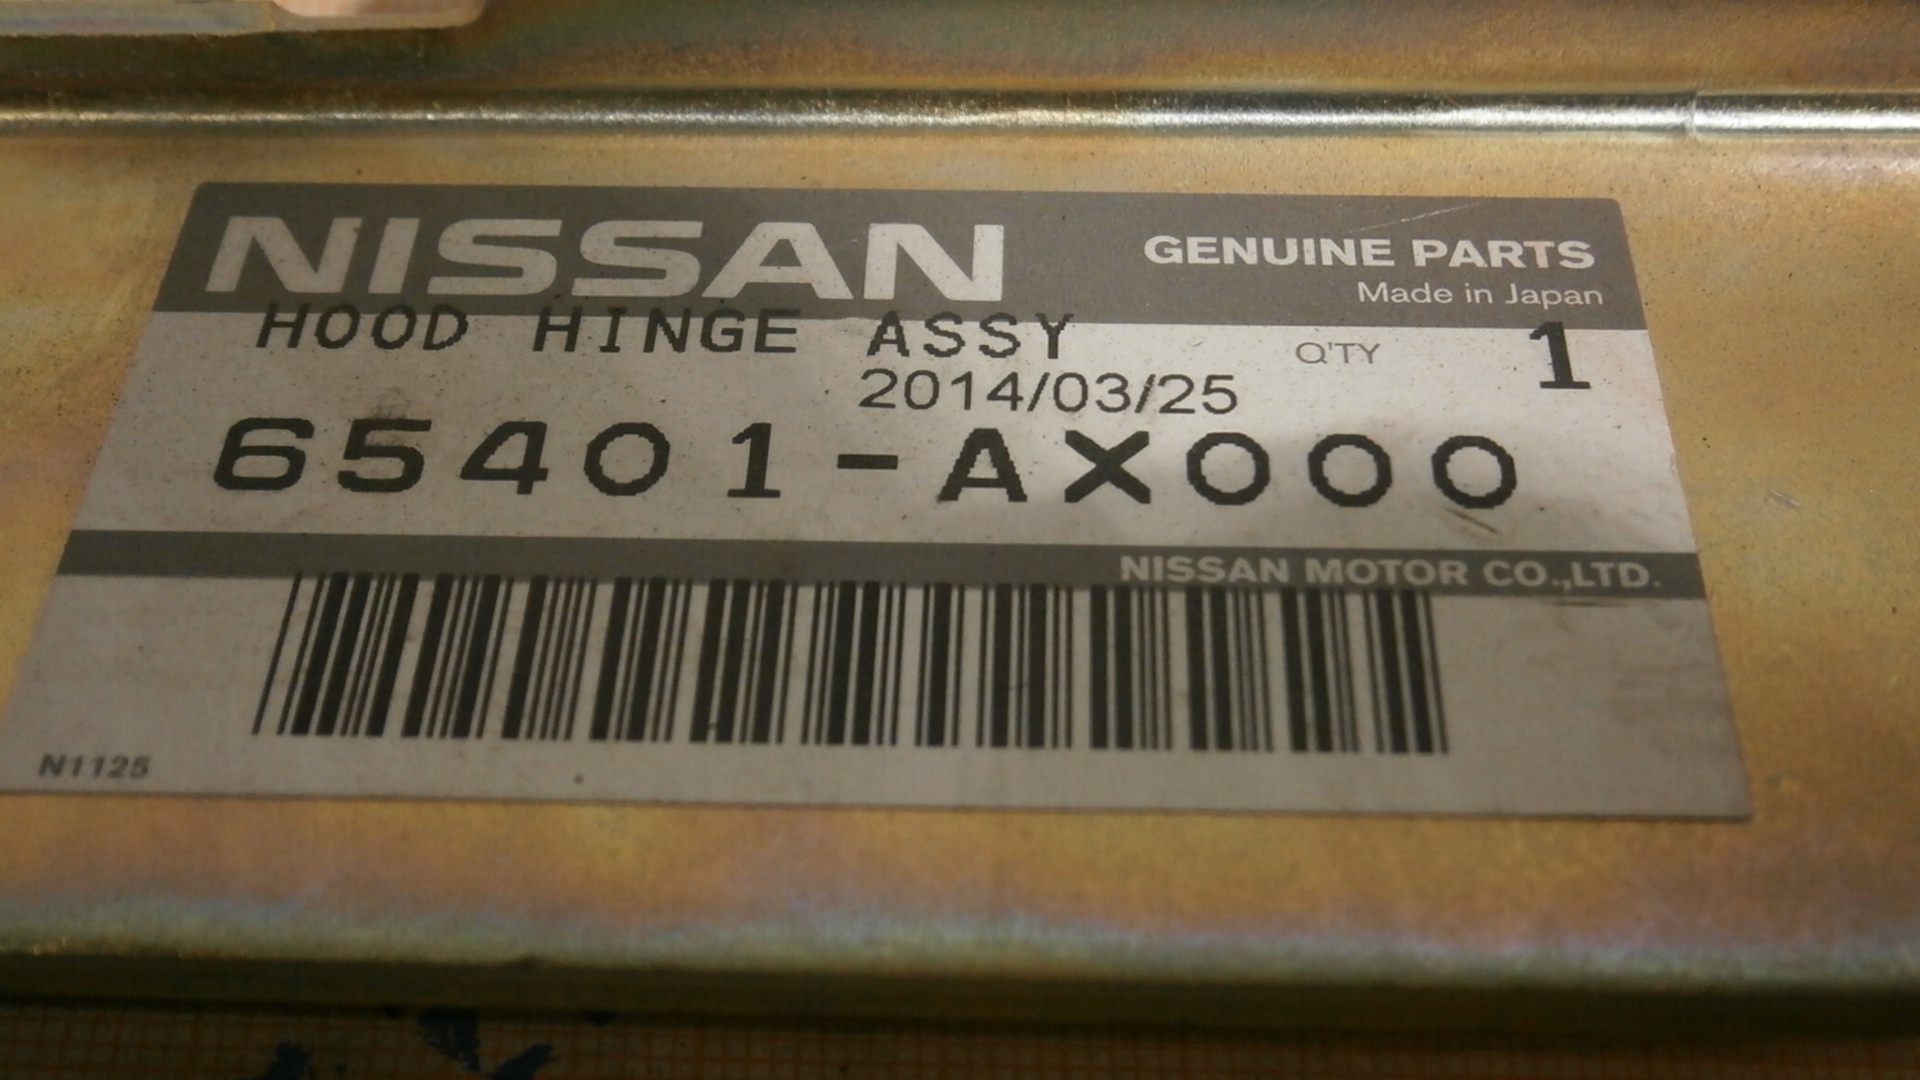 NISSAN
GENUINE PARTS
Made in Japan
HOOD HINGE ASSY
Q'TY 1
2014/03/25
65401-AX000
NISSAN MOTOR CO.,LTD.
N1125